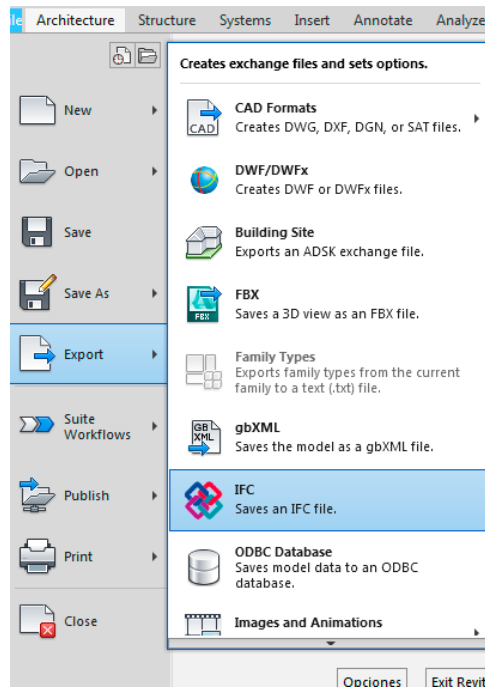 le Architecture Structure Systems Insert Annotate Analyze
Creates exchange files and sets options.
New
Open
Save
Save As
Export
Suite
Workflows
Publish
Print
Close
CAD Formats
CAD
Creates DWG, DXF, DGN, or SAT files.
DWF/DWFx
Creates DWF or DWFx files.
Building Site
Exports an ADSK exchange file.
FBX
FBX
Saves a 3D view as an FBX file.
Family Types
Exports family types from the current
family to a text (.txt) file.
GB
XML
gbXML
Saves the model as a gbXML file.
IFC
Saves an IFC file.
ODBC Database
Saves model data to an ODBC
database.
Images and Animations
Opciones Exit Revit